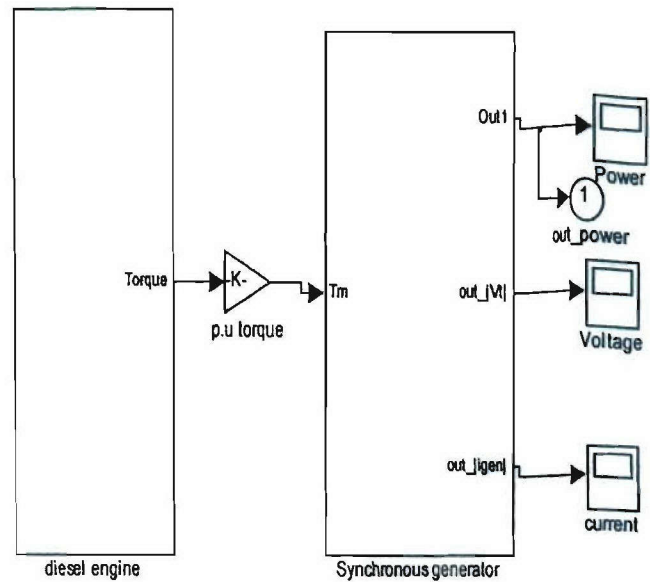 Out1
Power
1
out_power
Torque
-K-
Tm
out_|Vt|
p.u torque
Voltage
out_|igen|
current
diesel engine
Synchronous generator